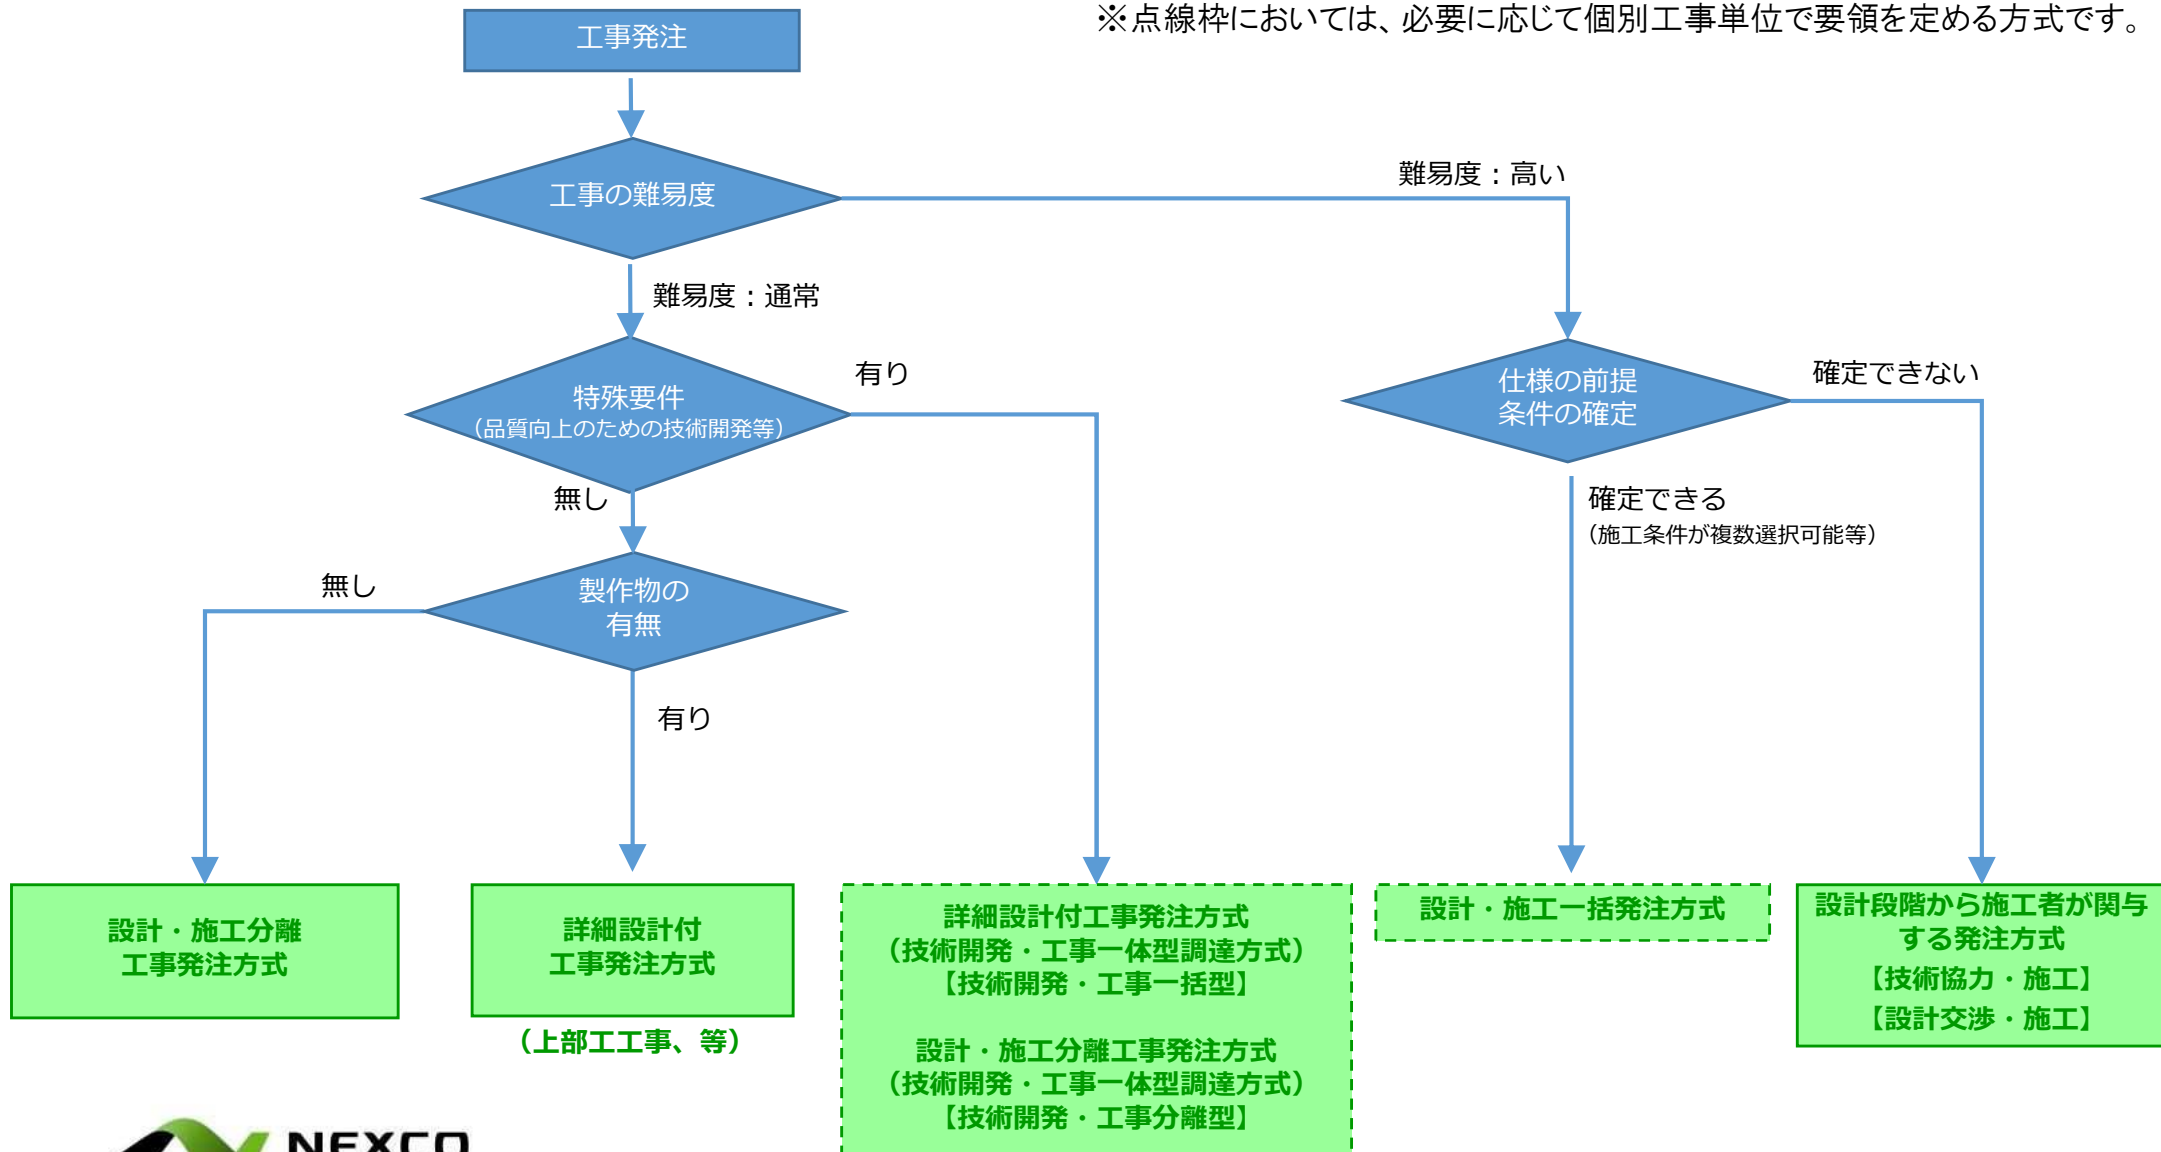 ※点線枠においては、必要に応じて個別工事単位で要領を定める方式です。
工事発注
工事の難易度
難易度：高い
難易度：通常
特殊要件
（品質向上のための技術開発等）
有り
仕様の前提
条件の確定
確定できない
無し
確定できる
（施工条件が複数選択可能等）
製作物の
有無
無し
有り
設計・施工分離
工事発注方式
詳細設計付
工事発注方式
（上部工工事、等）
詳細設計付工事発注方式
（技術開発・工事一体型調達方式）
【技術開発・工事一括型】
設計・施工分離工事発注方式
（技術開発・工事一体型調達方式）
【技術開発・工事分離型】
設計・施工一括発注方式
設計段階から施工者が関与
する発注方式
【技術協力・施工】
【設計交渉・施工】
NEXCO